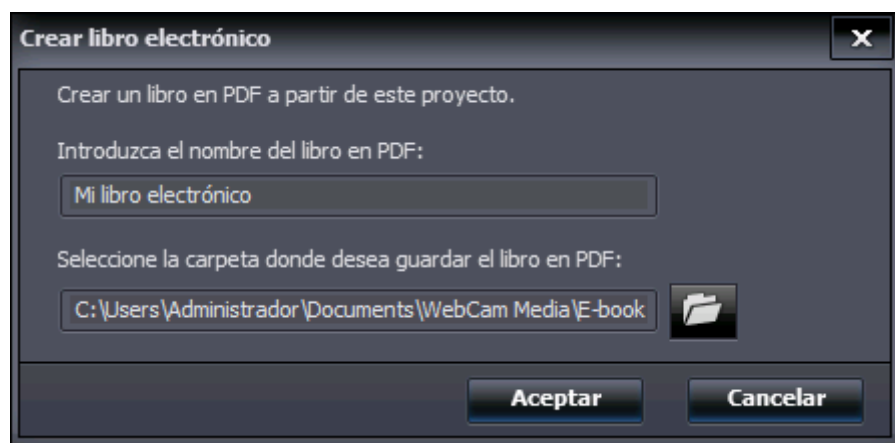 Crear libro electrónico
Crear un libro en PDF a partir de este proyecto.
Introduzca el nombre del libro en PDF:
Mi libro electrónico
Seleccione la carpeta donde desea guardar el libro en PDF:
C:\Users\Administrador\Documents\WebCam Media\E-book
Aceptar Cancelar